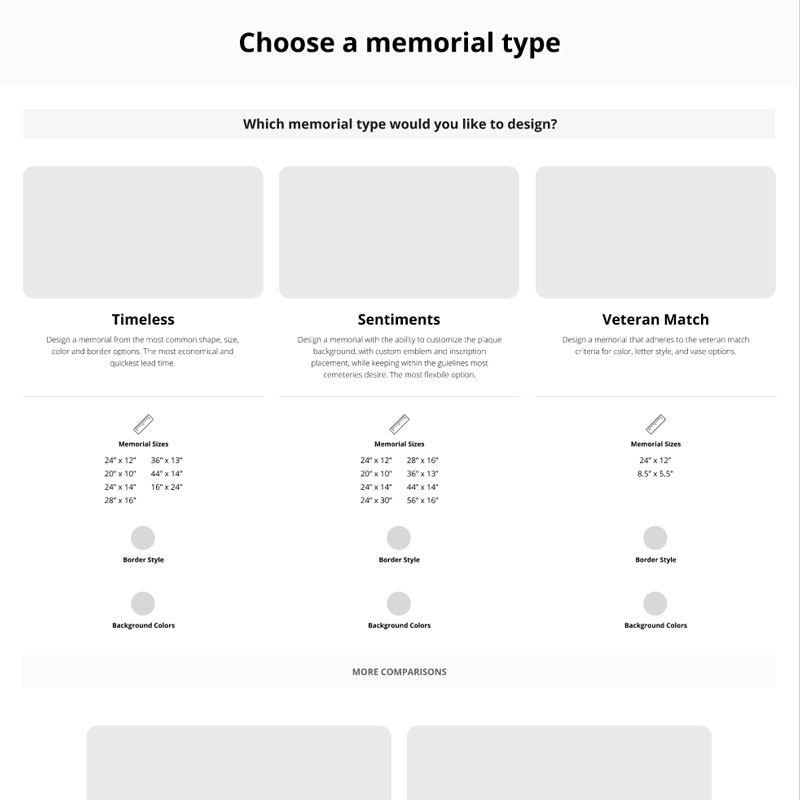 Choose a memorial type
Which memorial type would you like to design?
Timeless
Design a memorial from the most common shape, size,
color and border options. The most economical and
quickest lead time.
Sentiments
Design a memorial with the ability to customize the plaque
background, with custom emblem and inscription
placement, while keeping within the guielines most
cemeteries desire. The most flexbile option.
Veteran Match
Design a memorial that adheres to the veteran match
criteria for color, letter style, and vase options.
Memorial Sizes
24" x 12" 36" x 13"
20" x 10" 44" x 14"
24" x 14" 16" x 24"
28" x 16"
Border Style
Background Colors
Memorial Sizes
24" x 12" 28" x 16"
20" x 10" 36" x 13"
24" x 14" 44" x 14"
24" x 30" 56" x 16"
Border Style
Background Colors
Memorial Sizes
24" x 12"
8.5" x 5.5"
Border Style
Background Colors
MORE COMPARISONS